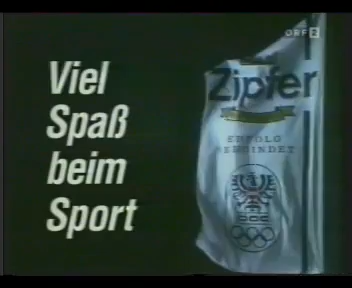 ORF 2
Viel
Spaß
beim
Sport
Zipfer
ERFOLG
VERBINDET